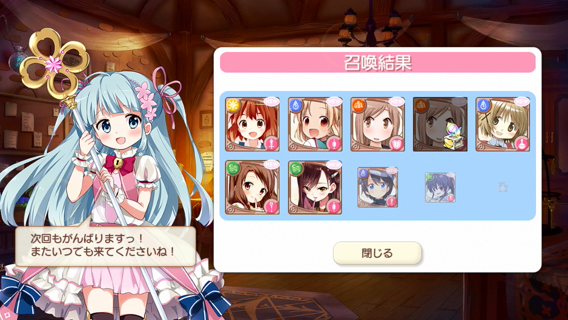 召喚結果
次回もがんばりますっ！
またいつでも来てくださいね！
閉じる